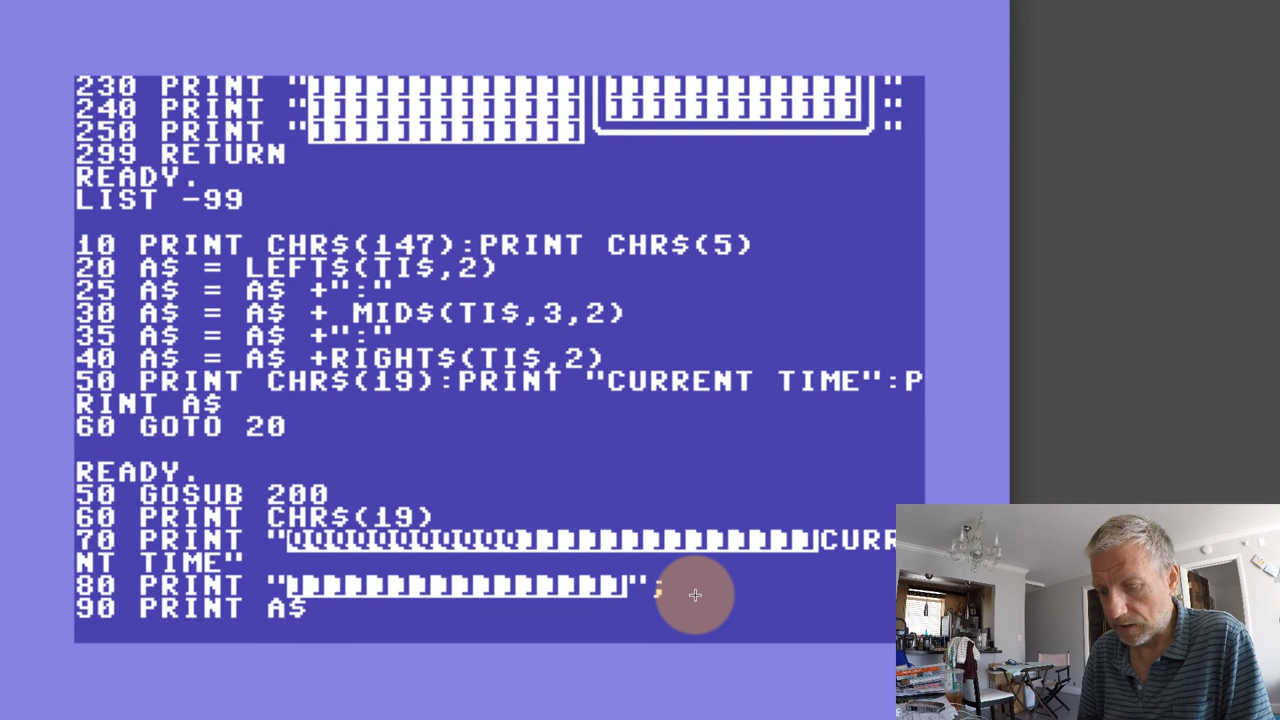 230 PRINT "]]]]]]]]]]]]] ]]]]]]]]]]]] "
240 PRINT "]]]]]]]]]]]]] ]]]]]]]]]]]] "
250 PRINT "]]]]]]]]]]]]] "
299 RETURN
READY.
LIST -99
10 PRINT CHR$(147):PRINT CHR$(5)
20 A$ = LEFT$(TI$,2)
25 A$ = A$ +":"
30 A$ = A$ + MID$(TI$,3,2)
35 A$ = A$ +":"
40 A$ = A$ +RIGHT$(TI$,2)
50 PRINT CHR$(19):PRINT "CURRENT TIME":P
RINT A$
60 GOTO 20
READY.
50 GOSUB 200
60 PRINT CHR$(19)
70 PRINT "QQQQQQQQQQQ]]]]]]]]]]]]]]CURR
NT TIME"
80 PRINT "]]]]]]]]]]]]]]]]";
90 PRINT A$